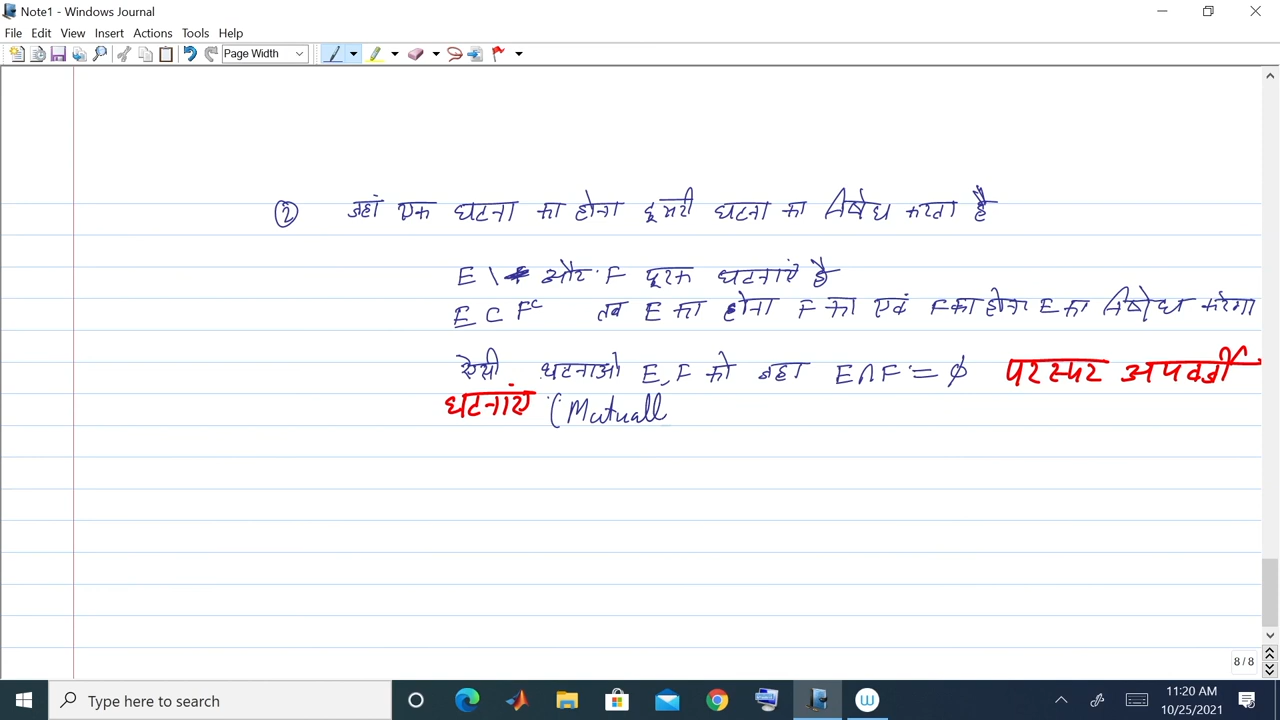 Note1 - Windows Journal
File Edit View Insert Actions Tools Help
Page Width
② जहां एक घटना का होना दूसरी घटना का निषेध करता है
E और F पूरक घटनाएं है
E ⊂ Fᶜ तब E का होना F का एवं F का होना E का निषेध करेगा
ऐसी घटनाओ E, F को जहा E∩F = ϕ परस्पर अपवर्जी
घटनाएं (Mutuall
8 / 8
Type here to search
11:20 AM
10/25/2021